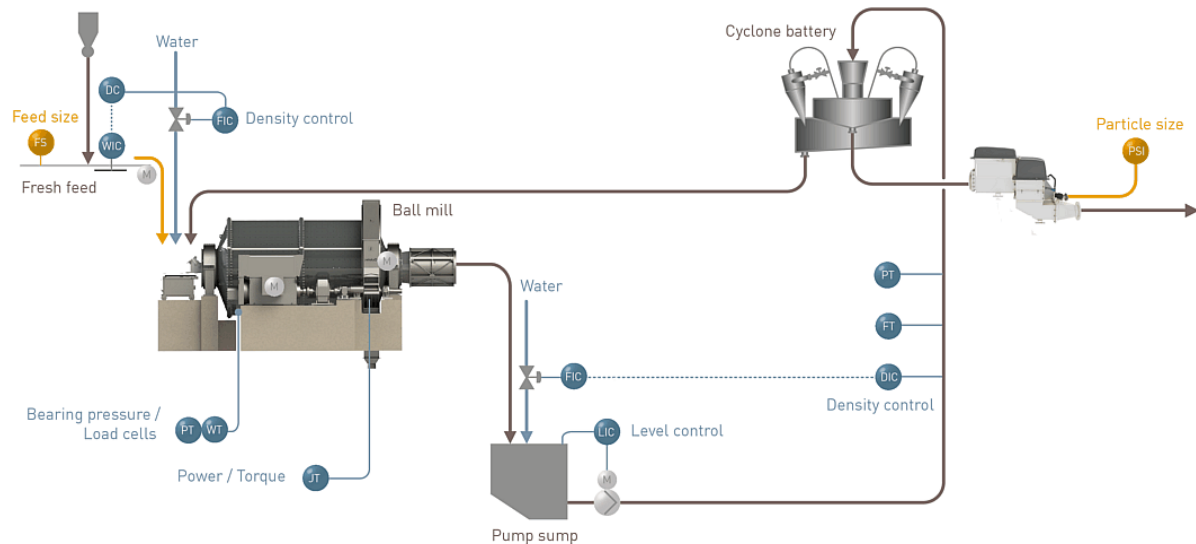 Water
Cyclone battery
DC
Feed size
FIC
Density control
Particle size
FS
WIC
PSI
M
Fresh feed
Ball mill
M
M
PT
Water
FT
FIC
DIC
Density control
Bearing pressure /
Load cells
PT
WT
LIC
Level control
Power / Torque
JT
M
Pump sump